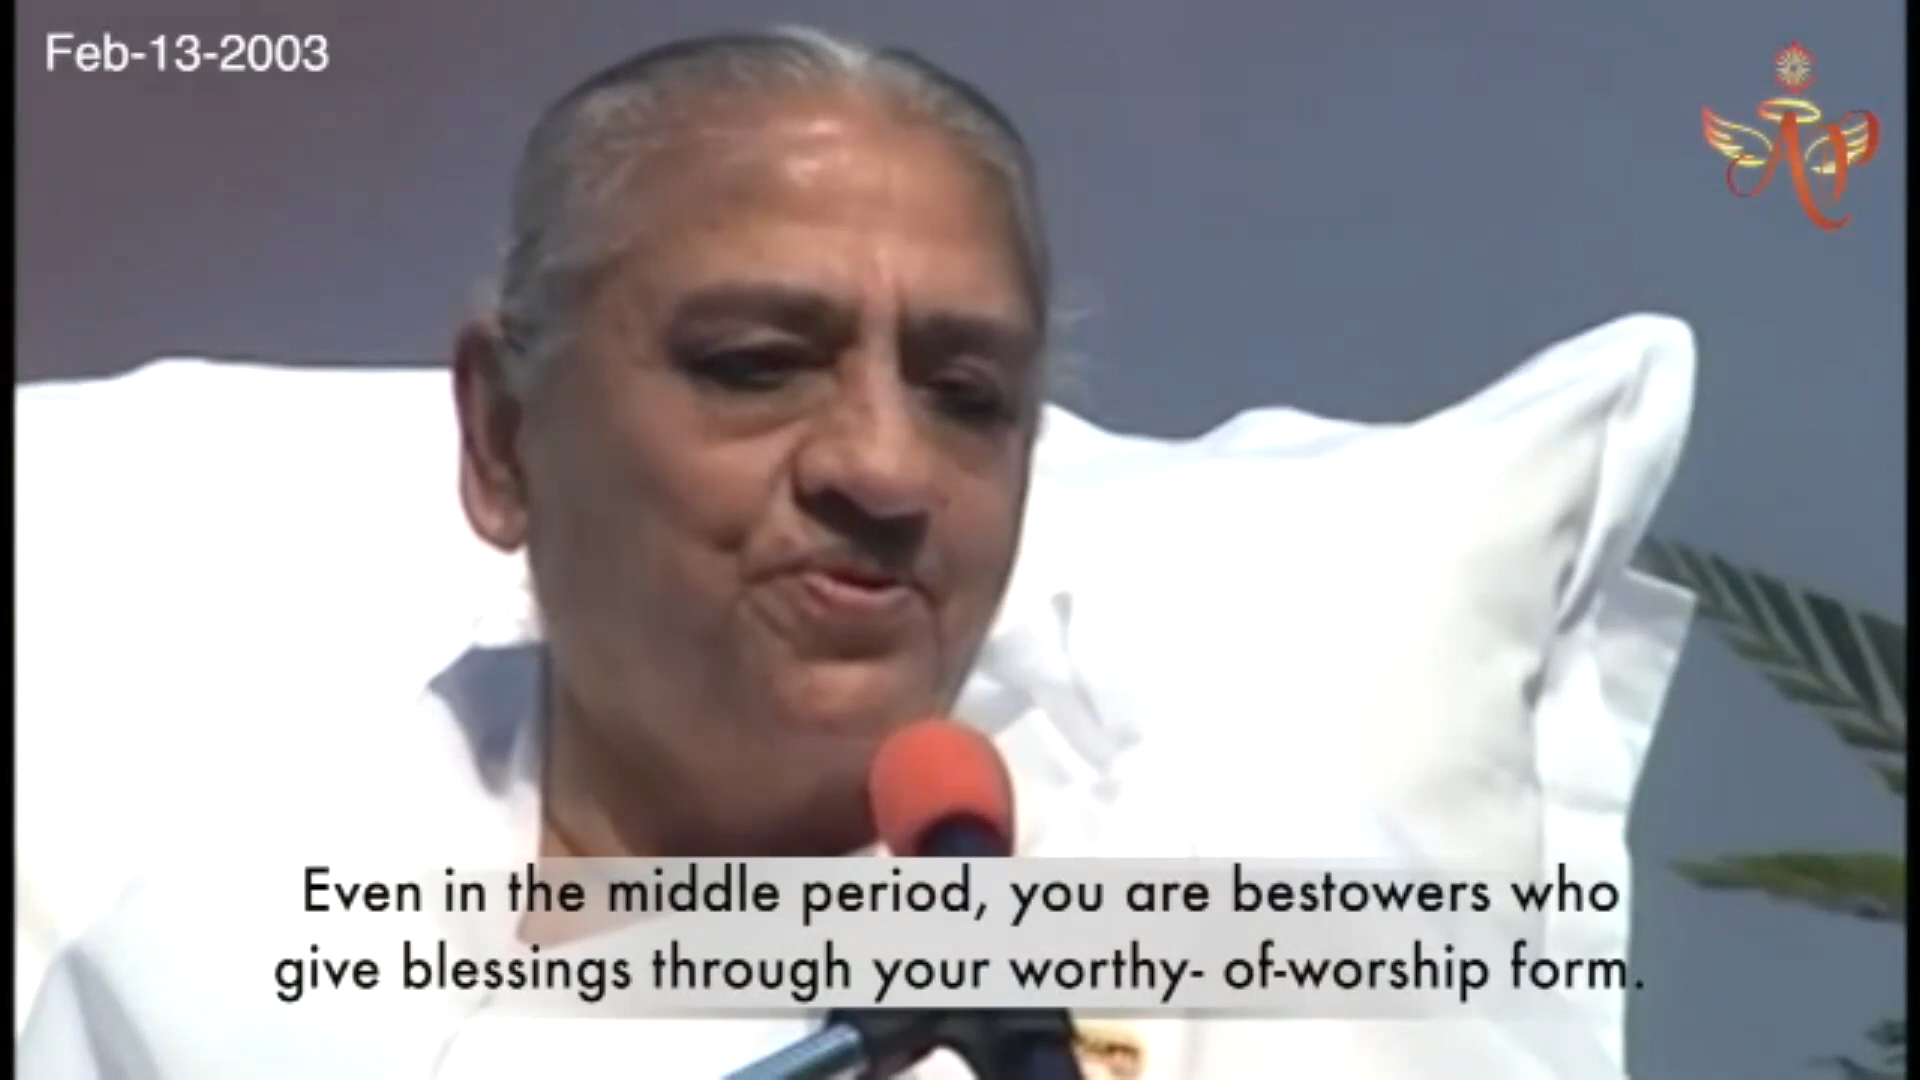 Feb-13-2003
AP
Even in the middle period, you are bestowers who
give blessings through your worthy- of-worship form.